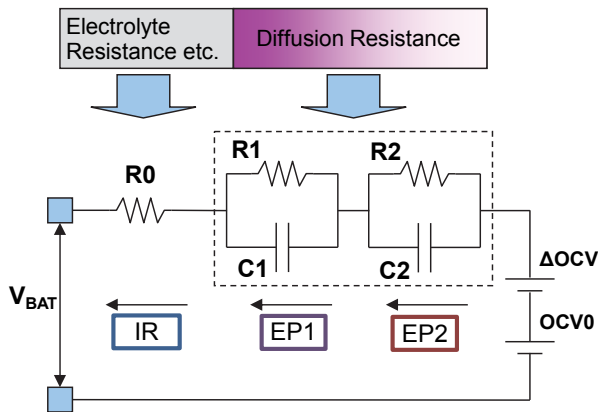 Electrolyte
Resistance etc.
Diffusion Resistance
R0
R1
R2
C1
C2
ΔOCV
OCV0
V_BAT
IR
EP1
EP2